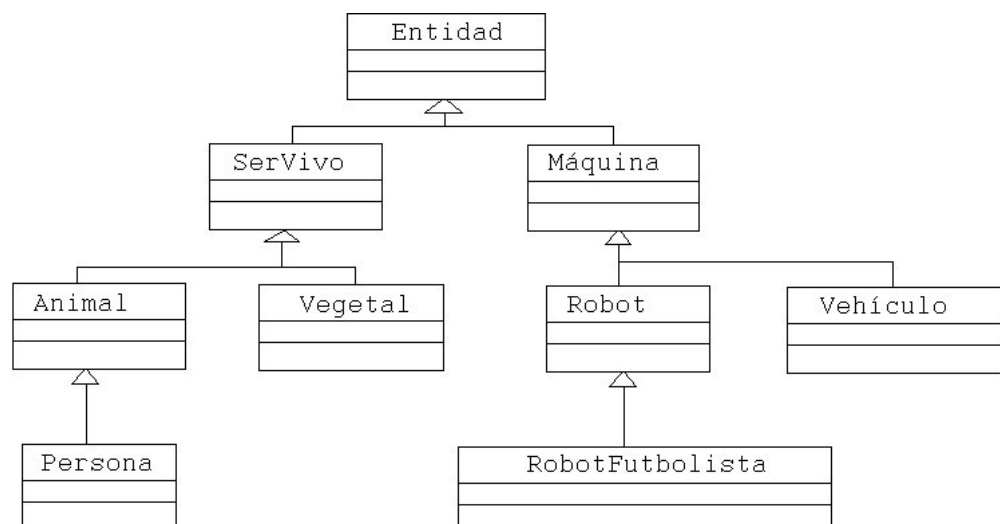 Entidad
SerVivo
Máquina
Animal
Vegetal
Robot
Vehículo
Persona
RobotFutbolista